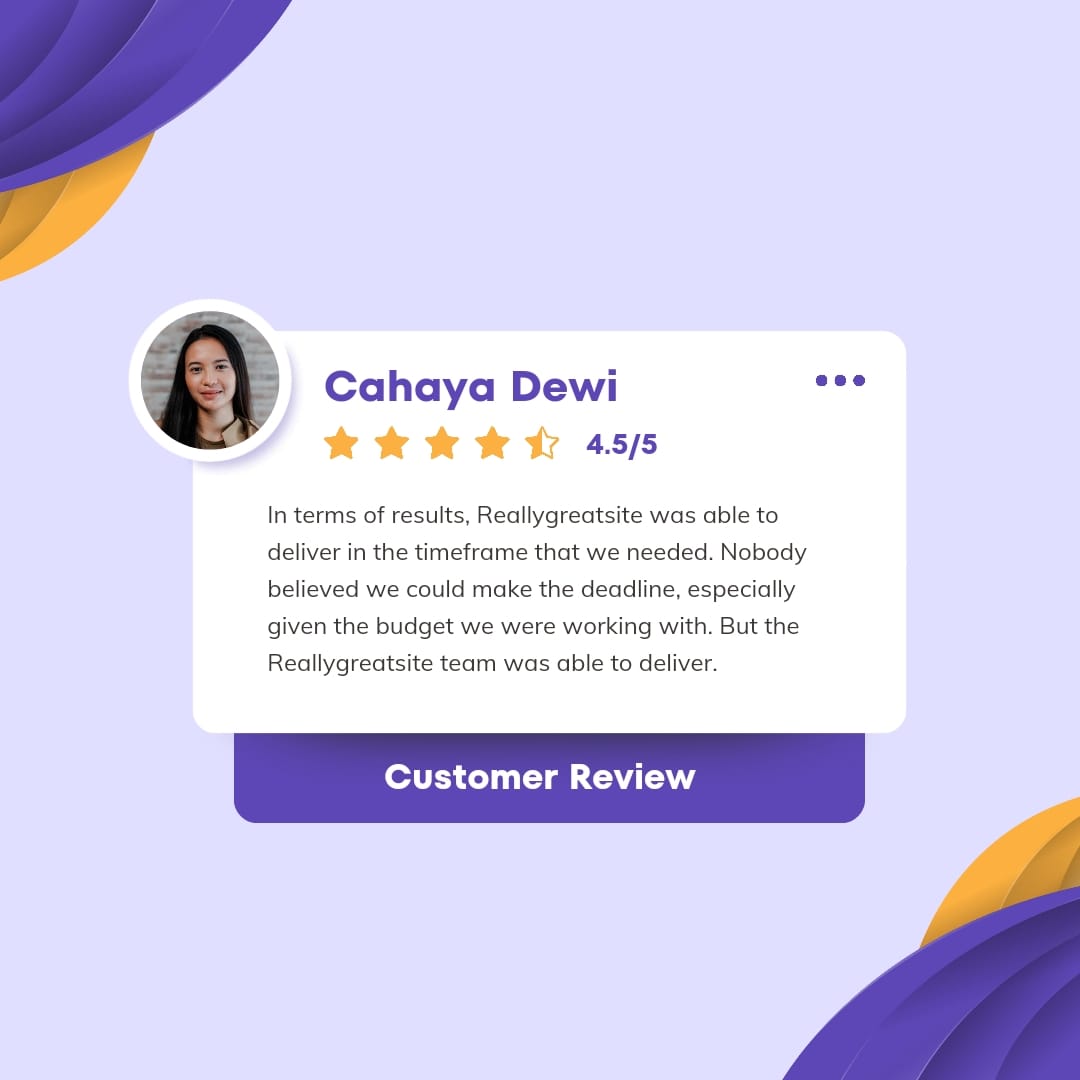 Cahaya Dewi
4.5/5
In terms of results, Reallygreatsite was able to
deliver in the timeframe that we needed. Nobody
believed we could make the deadline, especially
given the budget we were working with. But the
Reallygreatsite team was able to deliver.
Customer Review